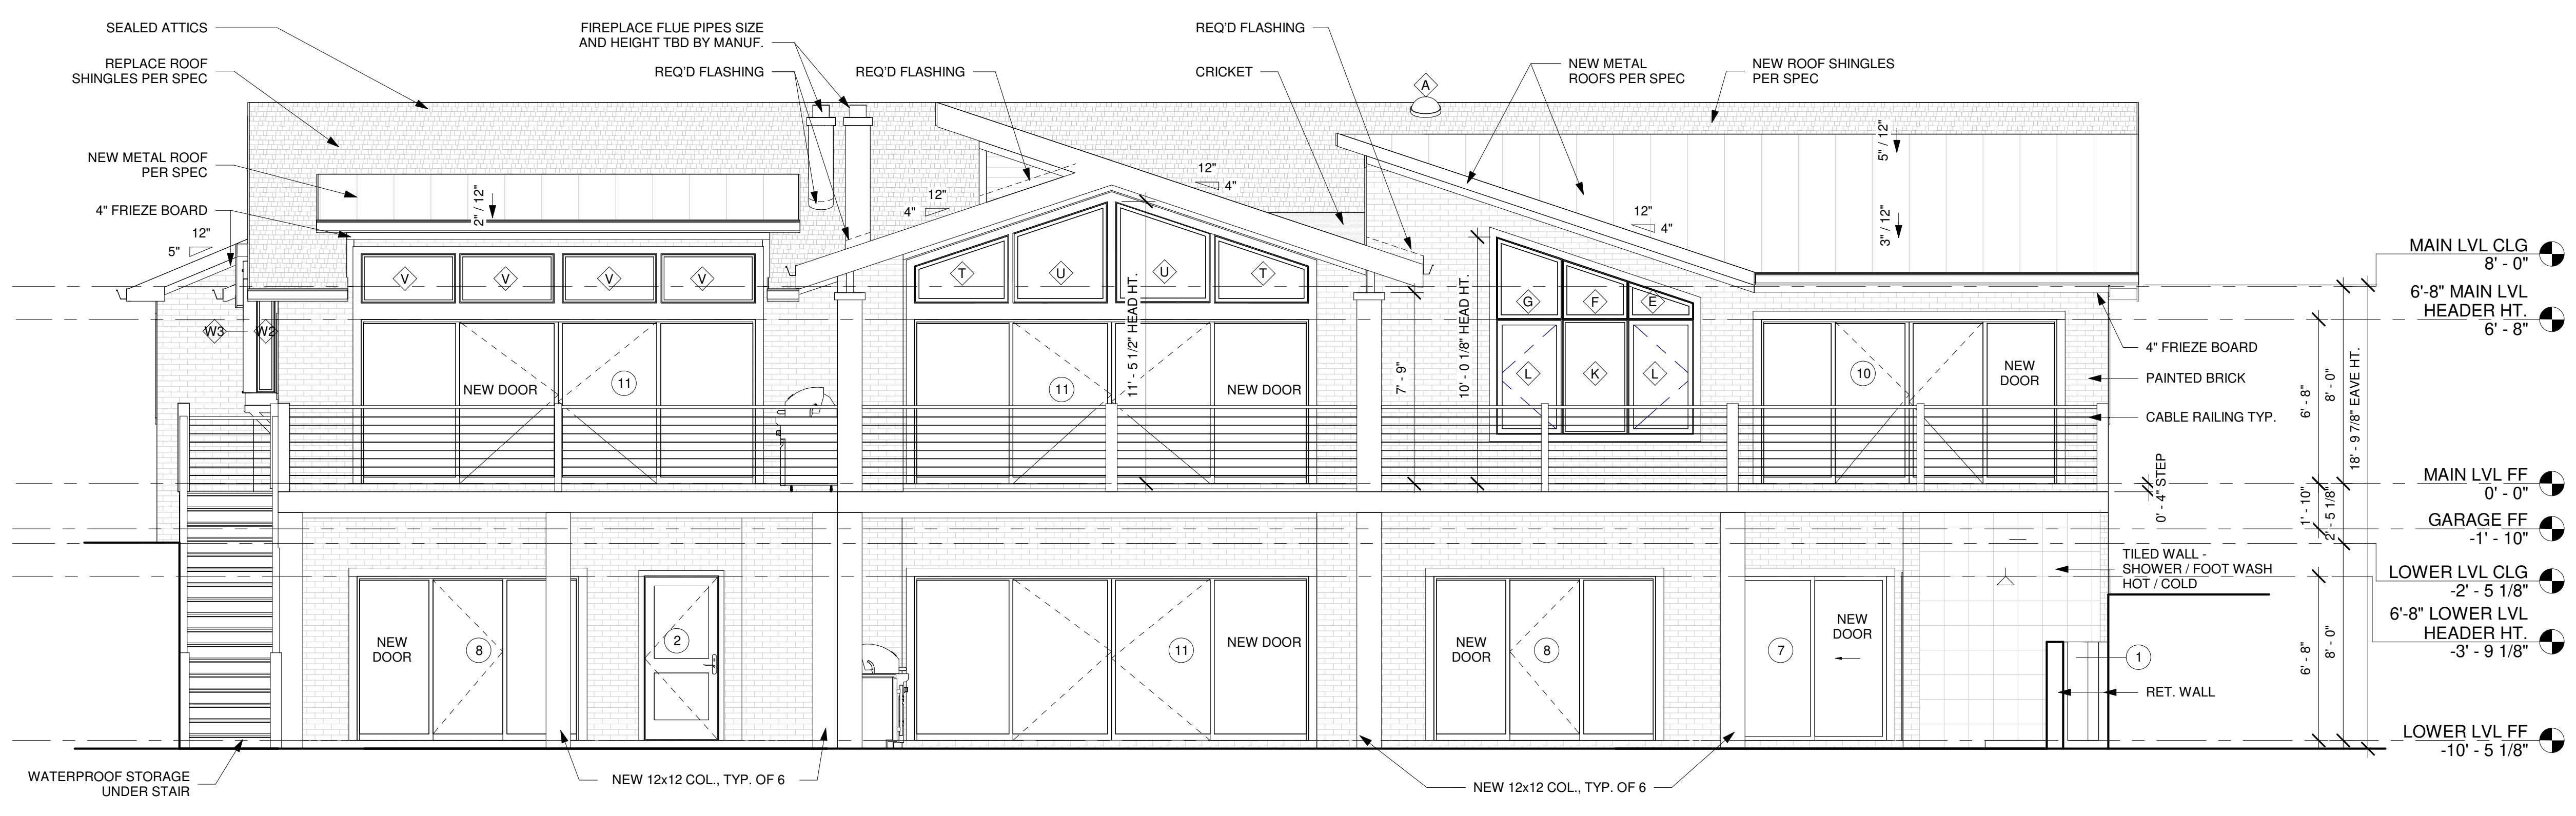 SEALED ATTICS
FIREPLACE FLUE PIPES SIZE
AND HEIGHT TBD BY MANUF.
REQ'D FLASHING
REPLACE ROOF
SHINGLES PER SPEC
REQ'D FLASHING
REQ'D FLASHING
CRICKET
NEW METAL
ROOFS PER SPEC
NEW ROOF SHINGLES
PER SPEC
A
NEW METAL ROOF
PER SPEC
4" FRIEZE BOARD
12"
5"
2" / 12"
12"
4"
12"
4"
12"
4"
5" / 12"
3" / 12"
V
V
V
V
T
U
U
T
G
F
E
L
K
L
W3
W2
NEW DOOR
11
11
NEW DOOR
11' - 5 1/2" HEAD HT.
7' - 9"
10' - 0 1/8" HEAD HT.
10
NEW
DOOR
MAIN LVL CLG
8' - 0"
6'-8" MAIN LVL
HEADER HT.
6' - 8"
4" FRIEZE BOARD
PAINTED BRICK
CABLE RAILING TYP.
6' - 8"
8' - 0"
18' - 9 7/8" EAVE HT.
0' - 4" STEP
1' - 10"
2' - 5 1/8"
MAIN LVL FF
0' - 0"
GARAGE FF
-1' - 10"
TILED WALL -
SHOWER / FOOT WASH
HOT / COLD
LOWER LVL CLG
-2' - 5 1/8"
6'-8" LOWER LVL
HEADER HT.
-3' - 9 1/8"
6' - 8"
8' - 0"
NEW
DOOR
8
2
11
NEW DOOR
NEW
DOOR
8
7
NEW
DOOR
1
RET. WALL
LOWER LVL FF
-10' - 5 1/8"
WATERPROOF STORAGE
UNDER STAIR
NEW 12x12 COL., TYP. OF 6
NEW 12x12 COL., TYP. OF 6